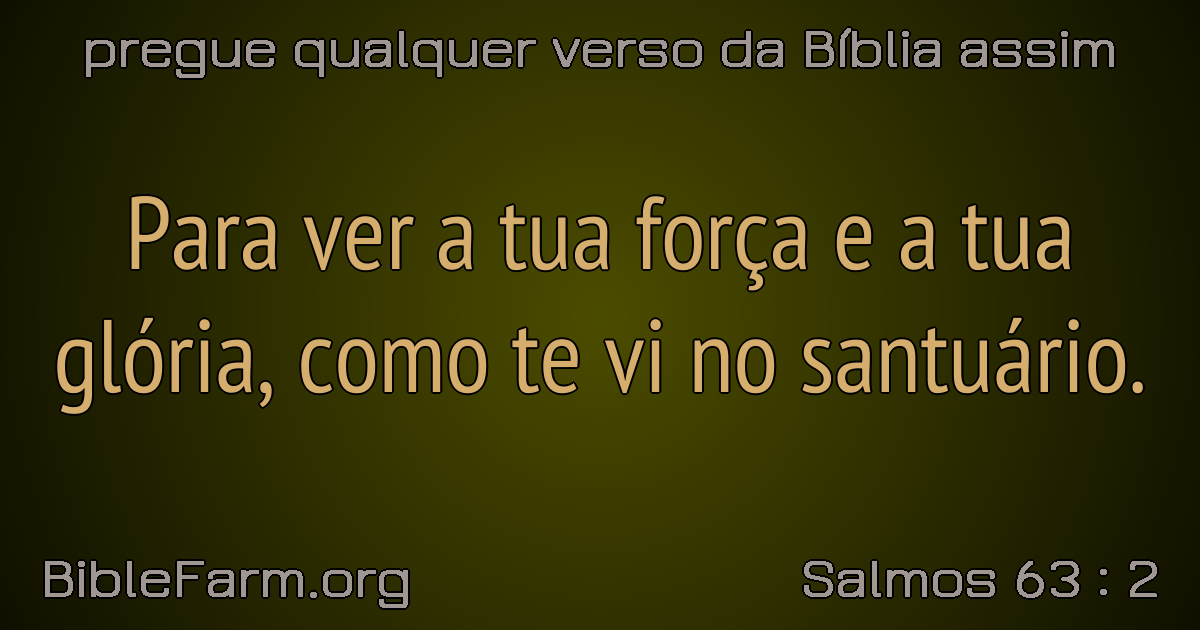 pregue qualquer verso da Bíblia assim
Para ver a tua força e a tua
glória, como te vi no santuário.
BibleFarm.org
Salmos 63 : 2